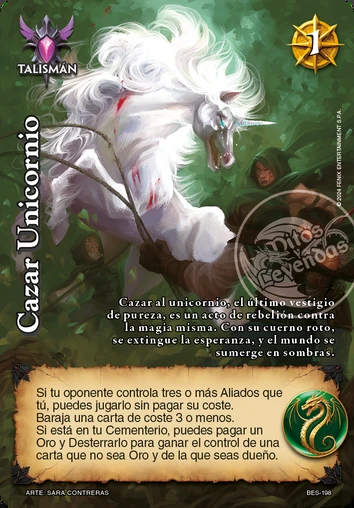 TALISMÁN
1
Cazar Unicornio
© 2024 FENIX ENTERTAINMENT S.P.A.
Mitos y
Leyendas
Cazar al unicornio, el último vestigio
de pureza, es un acto de rebelión contra
la magia misma. Con su cuerno roto,
se extingue la esperanza, y el mundo se
sumerge en sombras.
Si tu oponente controla tres o más Aliados que
tú, puedes jugarlo sin pagar su coste.
Baraja una carta de coste 3 o menos.
Si está en tu Cementerio, puedes pagar un
Oro y Desterrarlo para ganar el control de una
carta que no sea Oro y de la que seas dueño.
ARTE: SARA CONTRERAS
BES-198